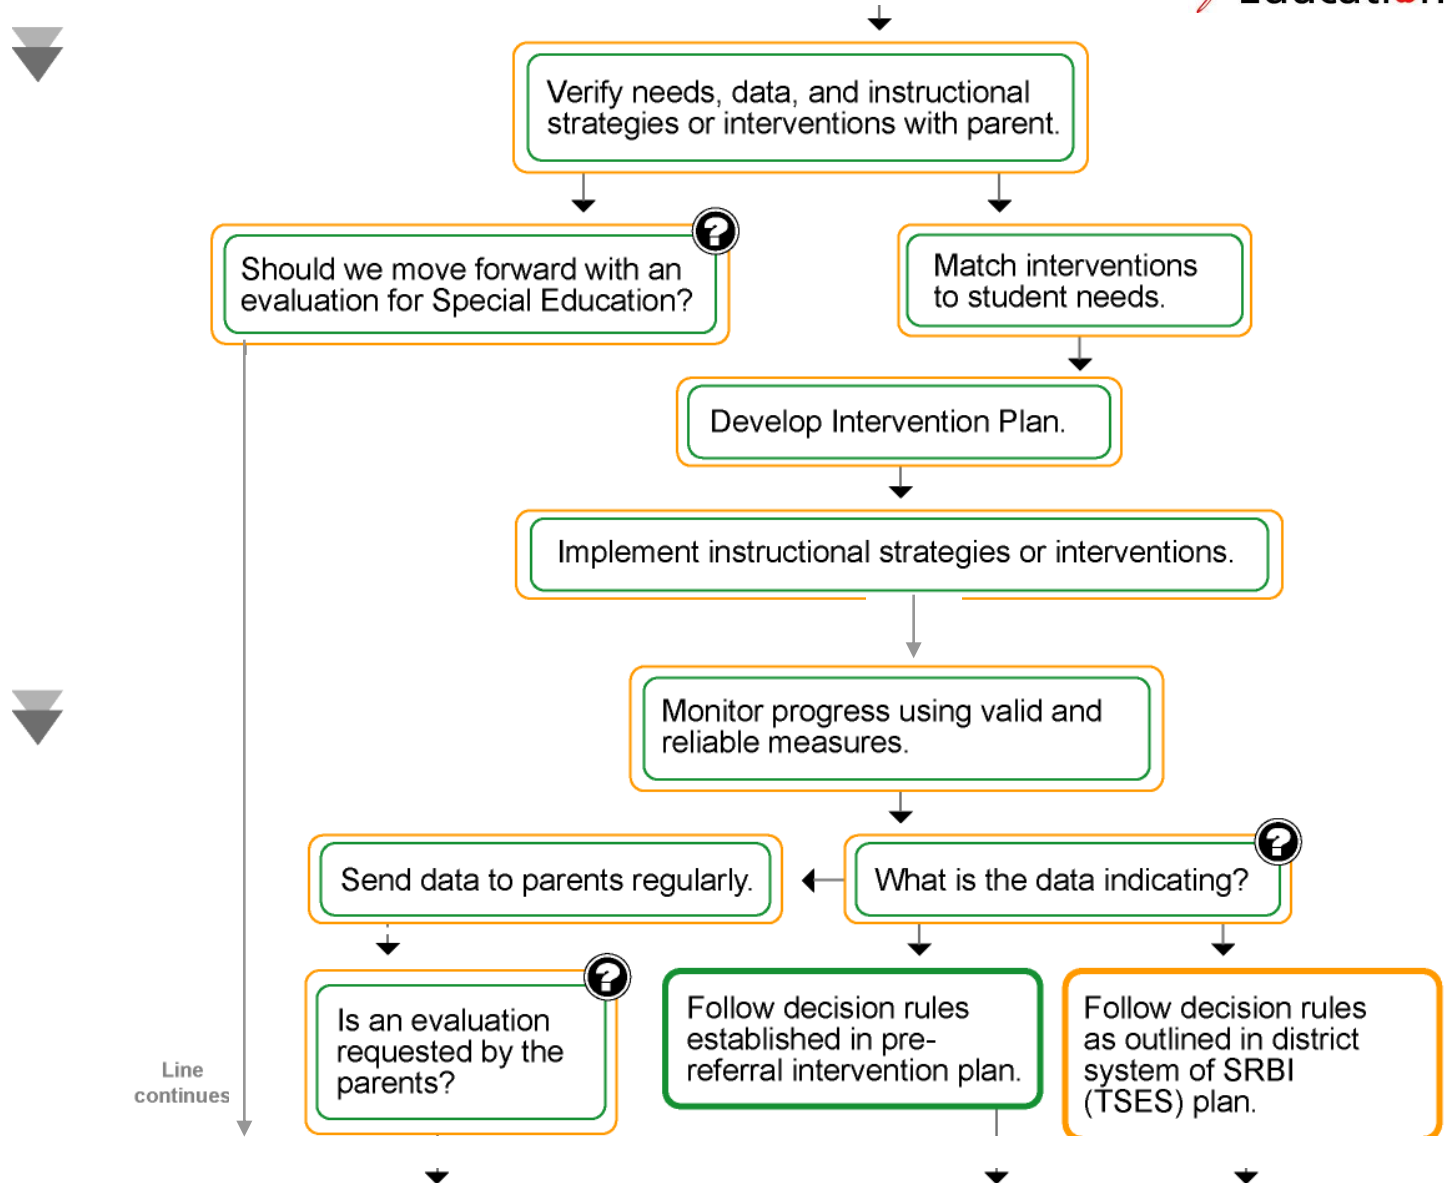 Verify needs, data, and instructional
strategies or interventions with parent.
?
Should we move forward with an
evaluation for Special Education?
Match interventions
to student needs.
Develop Intervention Plan.
Implement instructional strategies or interventions.
Monitor progress using valid and
reliable measures.
Send data to parents regularly.
?
What is the data indicating?
?
Is an evaluation
requested by the
parents?
Follow decision rules
established in pre-
referral intervention plan.
Follow decision rules
as outlined in district
system of SRBI
(TSES) plan.
Line
continues